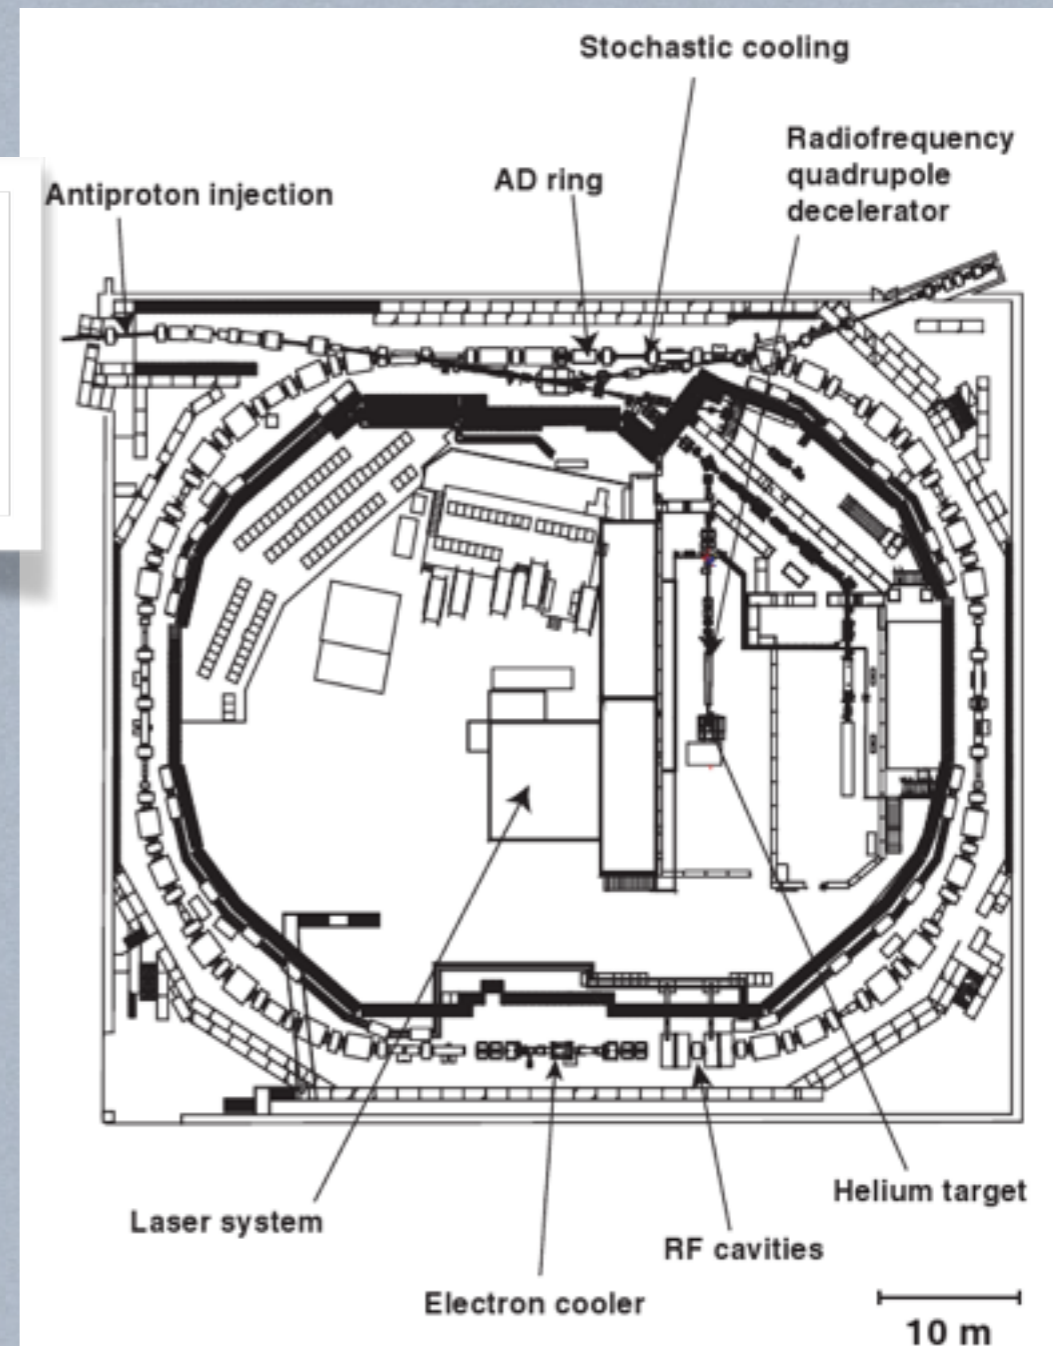 Stochastic cooling
Radiofrequency
quadrupole
decelerator
Antiproton injection
AD ring
Helium target
Laser system
RF cavities
Electron cooler
10 m